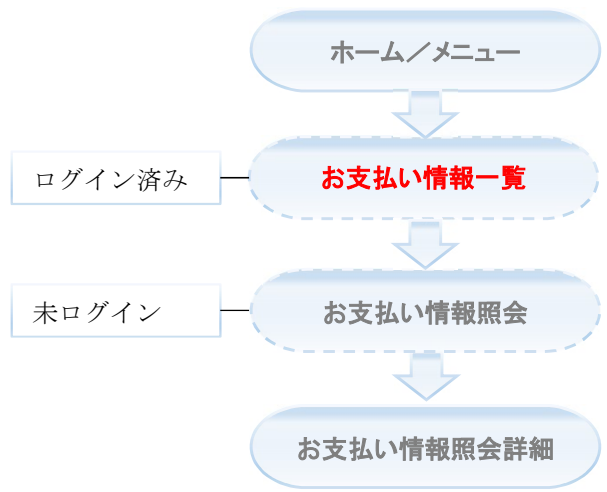 ホーム／メニュー
ログイン済み
お支払い情報一覧
未ログイン
お支払い情報照会
お支払い情報照会詳細